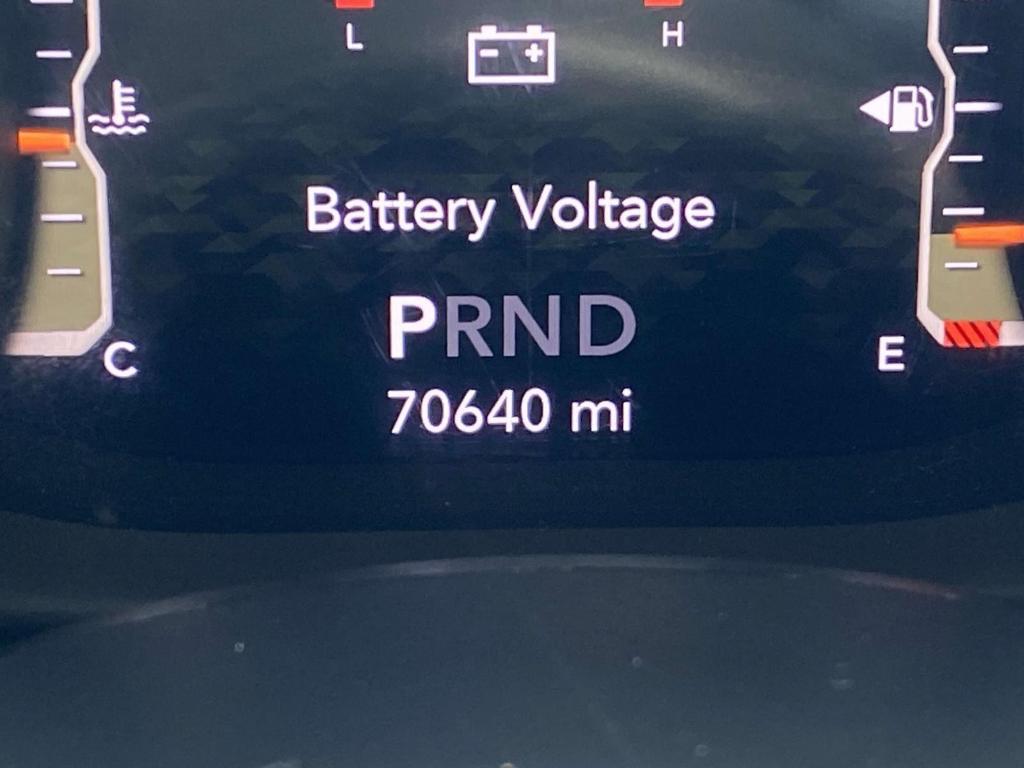 L H
Battery Voltage
PRND
C E
70640 mi